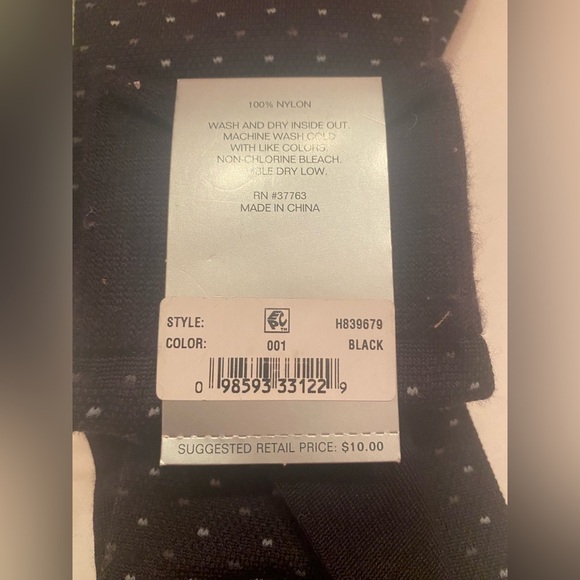 100% NYLON
WASH AND DRY INSIDE OUT.
MACHINE WASH COLD
WITH LIKE COLORS.
NON-CHLORINE BLEACH.
DRY LOW.
RN #37763
MADE IN CHINA
STYLE: H839679
COLOR: 001 BLACK
0 98593 33122 9
SUGGESTED RETAIL PRICE: $10.00